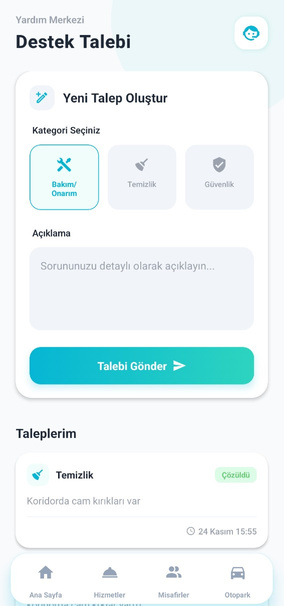 Yardım Merkezi
Destek Talebi
Yeni Talep Oluştur
Kategori Seçiniz
Bakım/
Onarım
Temizlik
Güvenlik
Açıklama
Sorununuzu detaylı olarak açıklayın...
Talebi Gönder
Taleplerim
Temizlik
Çözüldü
Koridorda cam kırıkları var
24 Kasım 15:55
Ana Sayfa
Hizmetler
Misafirler
Otopark